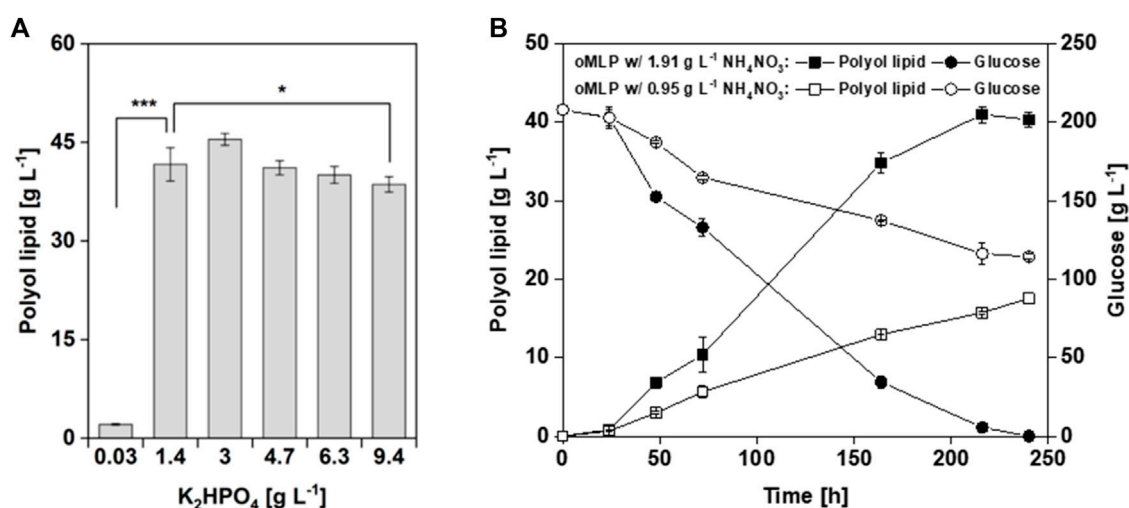 A
Polyol lipid [g L⁻¹]
60
45
30
15
0
***
*
0.03 1.4 3 4.7 6.3 9.4
K₂HPO₄ [g L⁻¹]
B
Polyol lipid [g L⁻¹]
50
40
30
20
10
0
oMLP w/ 1.91 g L⁻¹ NH₄NO₃: Polyol lipid Glucose
oMLP w/ 0.95 g L⁻¹ NH₄NO₃: Polyol lipid Glucose
250
200
150
100
50
0
Glucose [g L⁻¹]
0 50 100 150 200 250
Time [h]